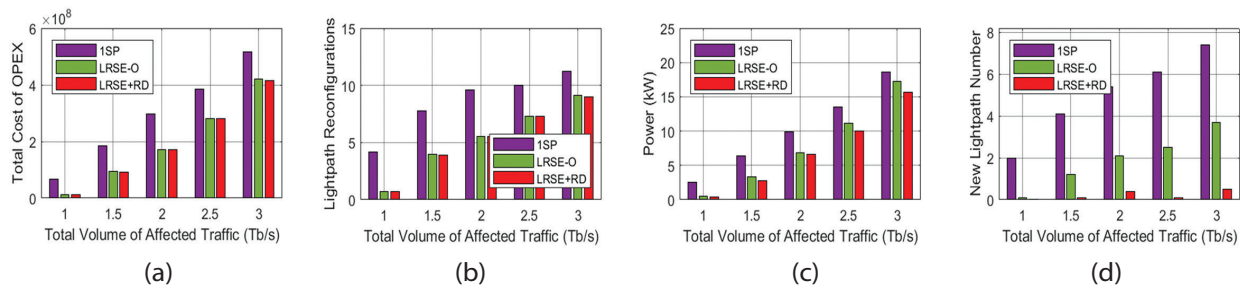 ×10⁸
6
4
2
0
Total Cost of OPEX
1SP
LRSE-O
LRSE+RD
1 1.5 2 2.5 3
Total Volume of Affected Traffic (Tb/s)
(a)
15
10
5
0
Lightpath Reconfigurations
1SP
LRSE-O
LRSE+RD
1 1.5 2 2.5 3
Total Volume of Affected Traffic (Tb/s)
(b)
25
20
15
10
5
0
Power (kW)
1SP
LRSE-O
LRSE+RD
1 1.5 2 2.5 3
Total Volume of Affected Traffic (Tb/s)
(c)
8
6
4
2
0
New Lightpath Number
1SP
LRSE-O
LRSE+RD
1 1.5 2 2.5 3
Total Volume of Affected Traffic (Tb/s)
(d)